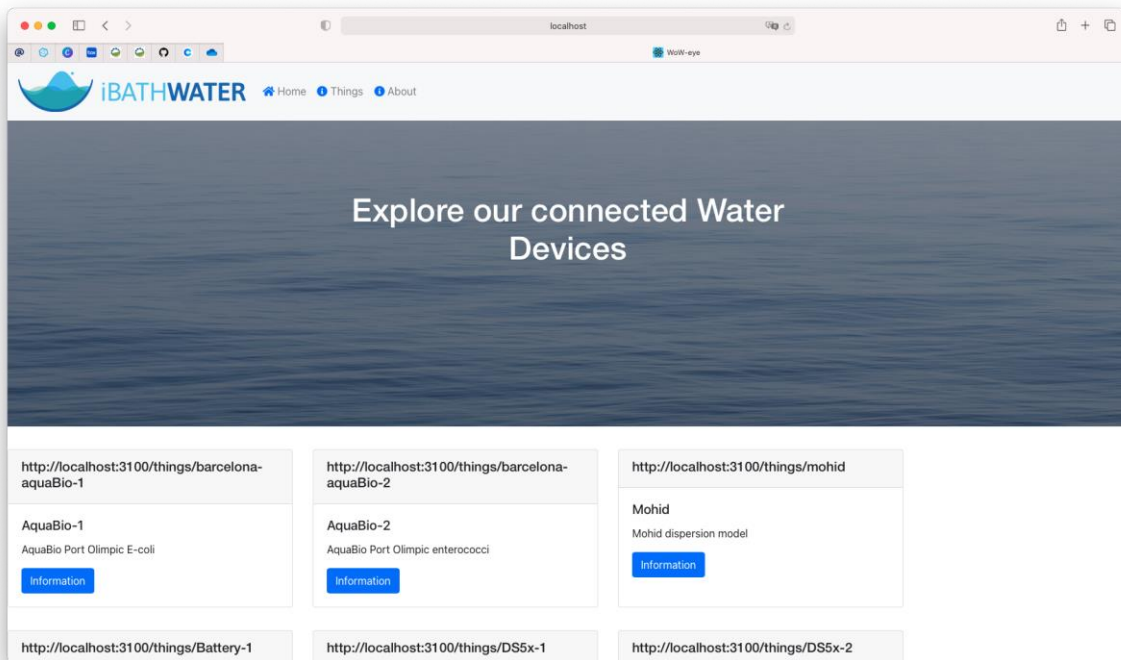 localhost
WoW-eye
iBATHWATER Home Things About
Explore our connected Water
Devices
http://localhost:3100/things/barcelona-
aquaBio-1
AquaBio-1
AquaBio Port Olimpic E-coli
Information
http://localhost:3100/things/barcelona-
aquaBio-2
AquaBio-2
AquaBio Port Olimpic enterococci
Information
http://localhost:3100/things/mohid
Mohid
Mohid dispersion model
Information
http://localhost:3100/things/Battery-1
http://localhost:3100/things/DS5x-1
http://localhost:3100/things/DS5x-2